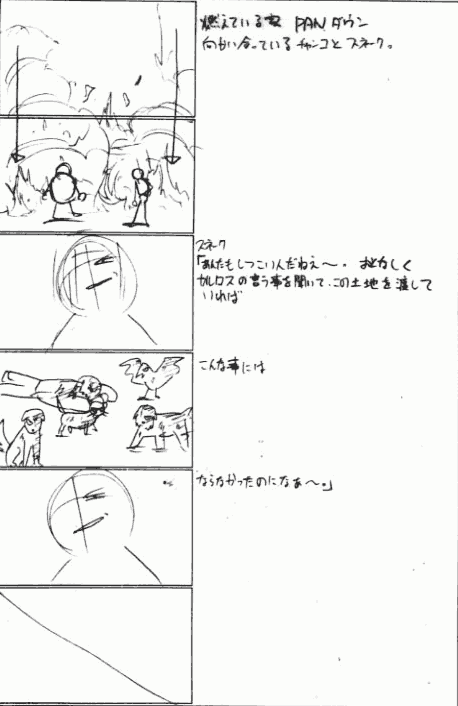 燃えている家 PANダウン
向かい合っているチャンコとスネーク。
スネーク
「あんたもしつこいんだねぇ〜。おとなしく
カルロスの言う事を聞いて、この土地を渡して
いれば
こんな事には
ならなかったのになぁ〜。」